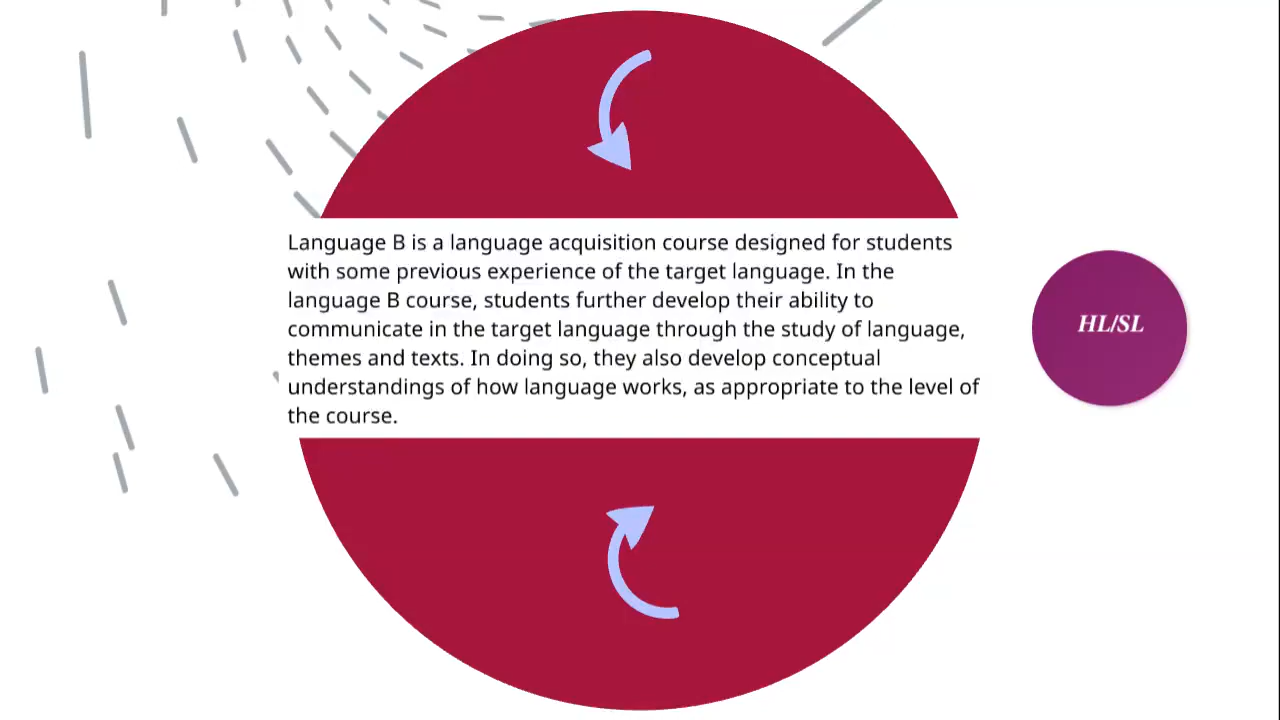 Language B is a language acquisition course designed for students
with some previous experience of the target language. In the
language B course, students further develop their ability to
communicate in the target language through the study of language,
themes and texts. In doing so, they also develop conceptual
understandings of how language works, as appropriate to the level of
the course.
HL/SL